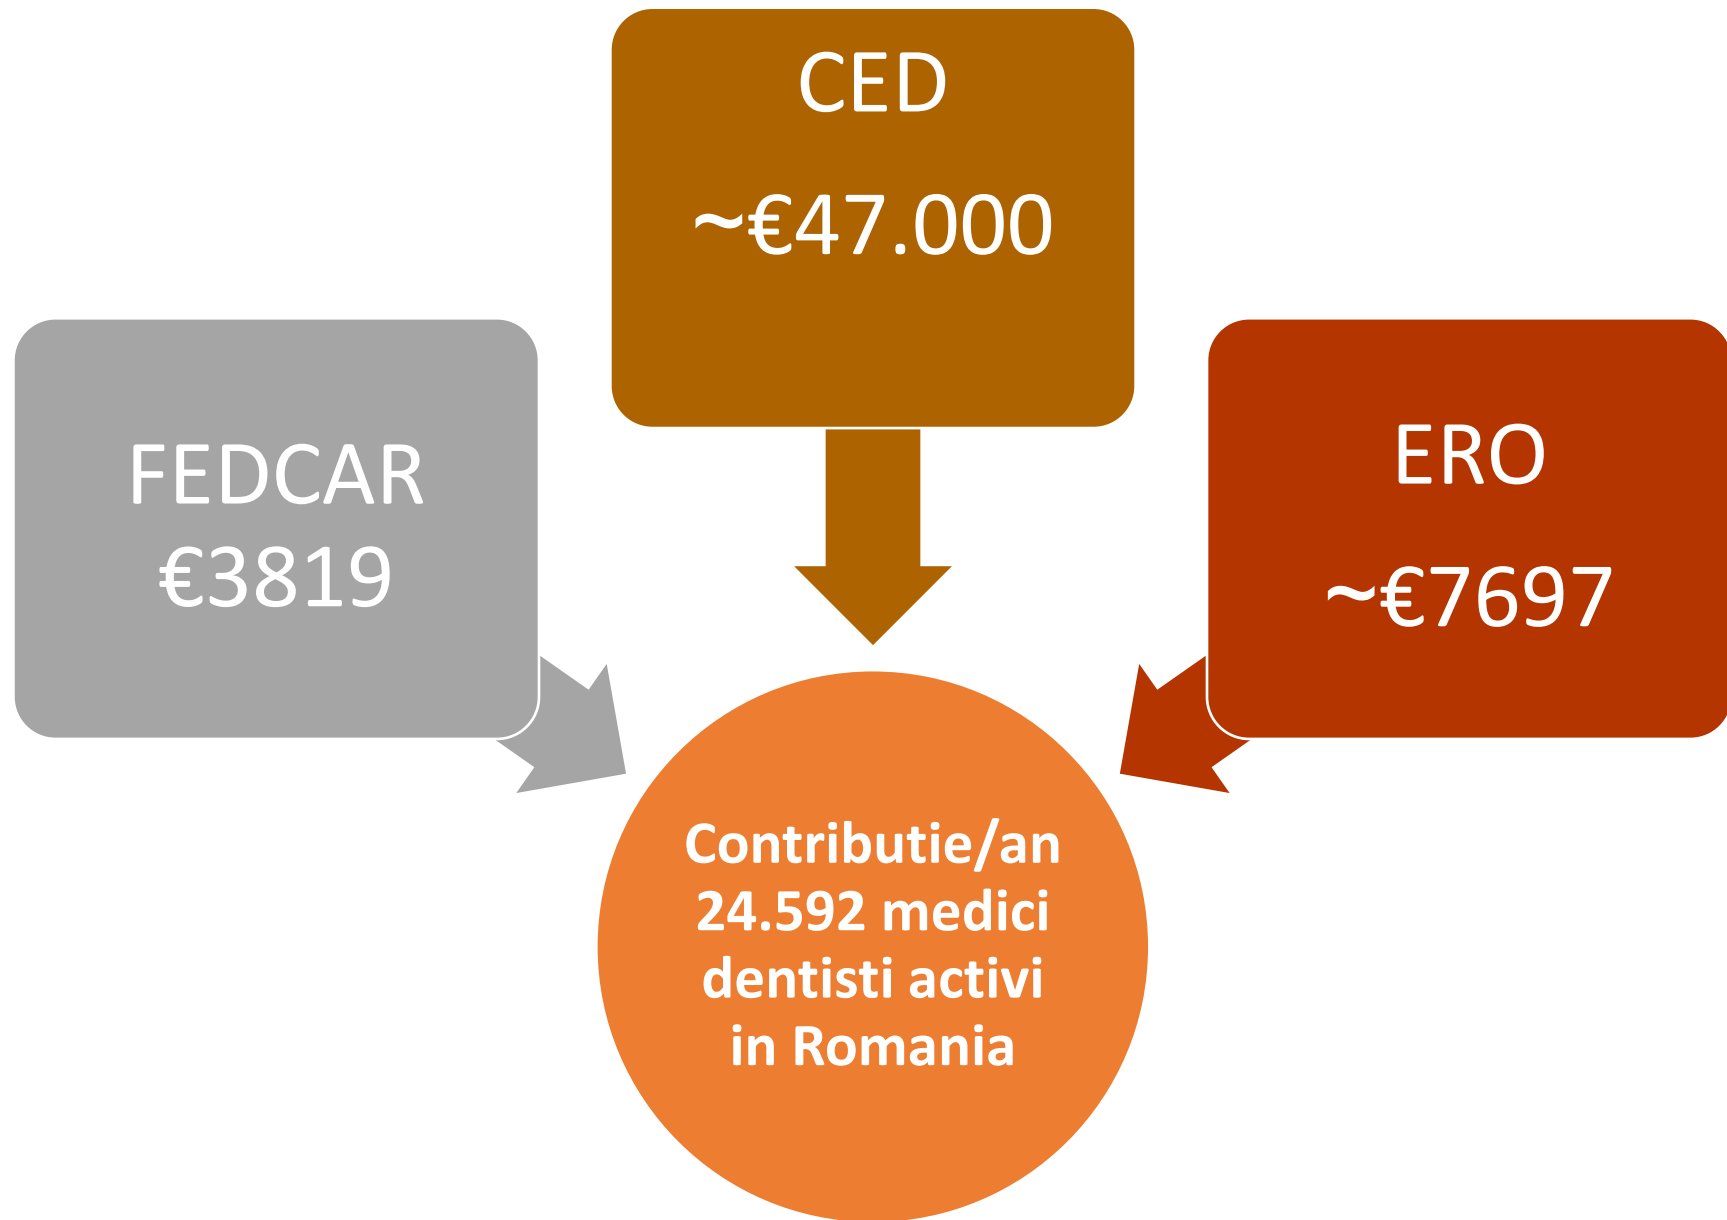 CED
~€47.000
FEDCAR
€3819
ERO
~€7697
Contributie/an
24.592 medici
dentisti activi
in Romania